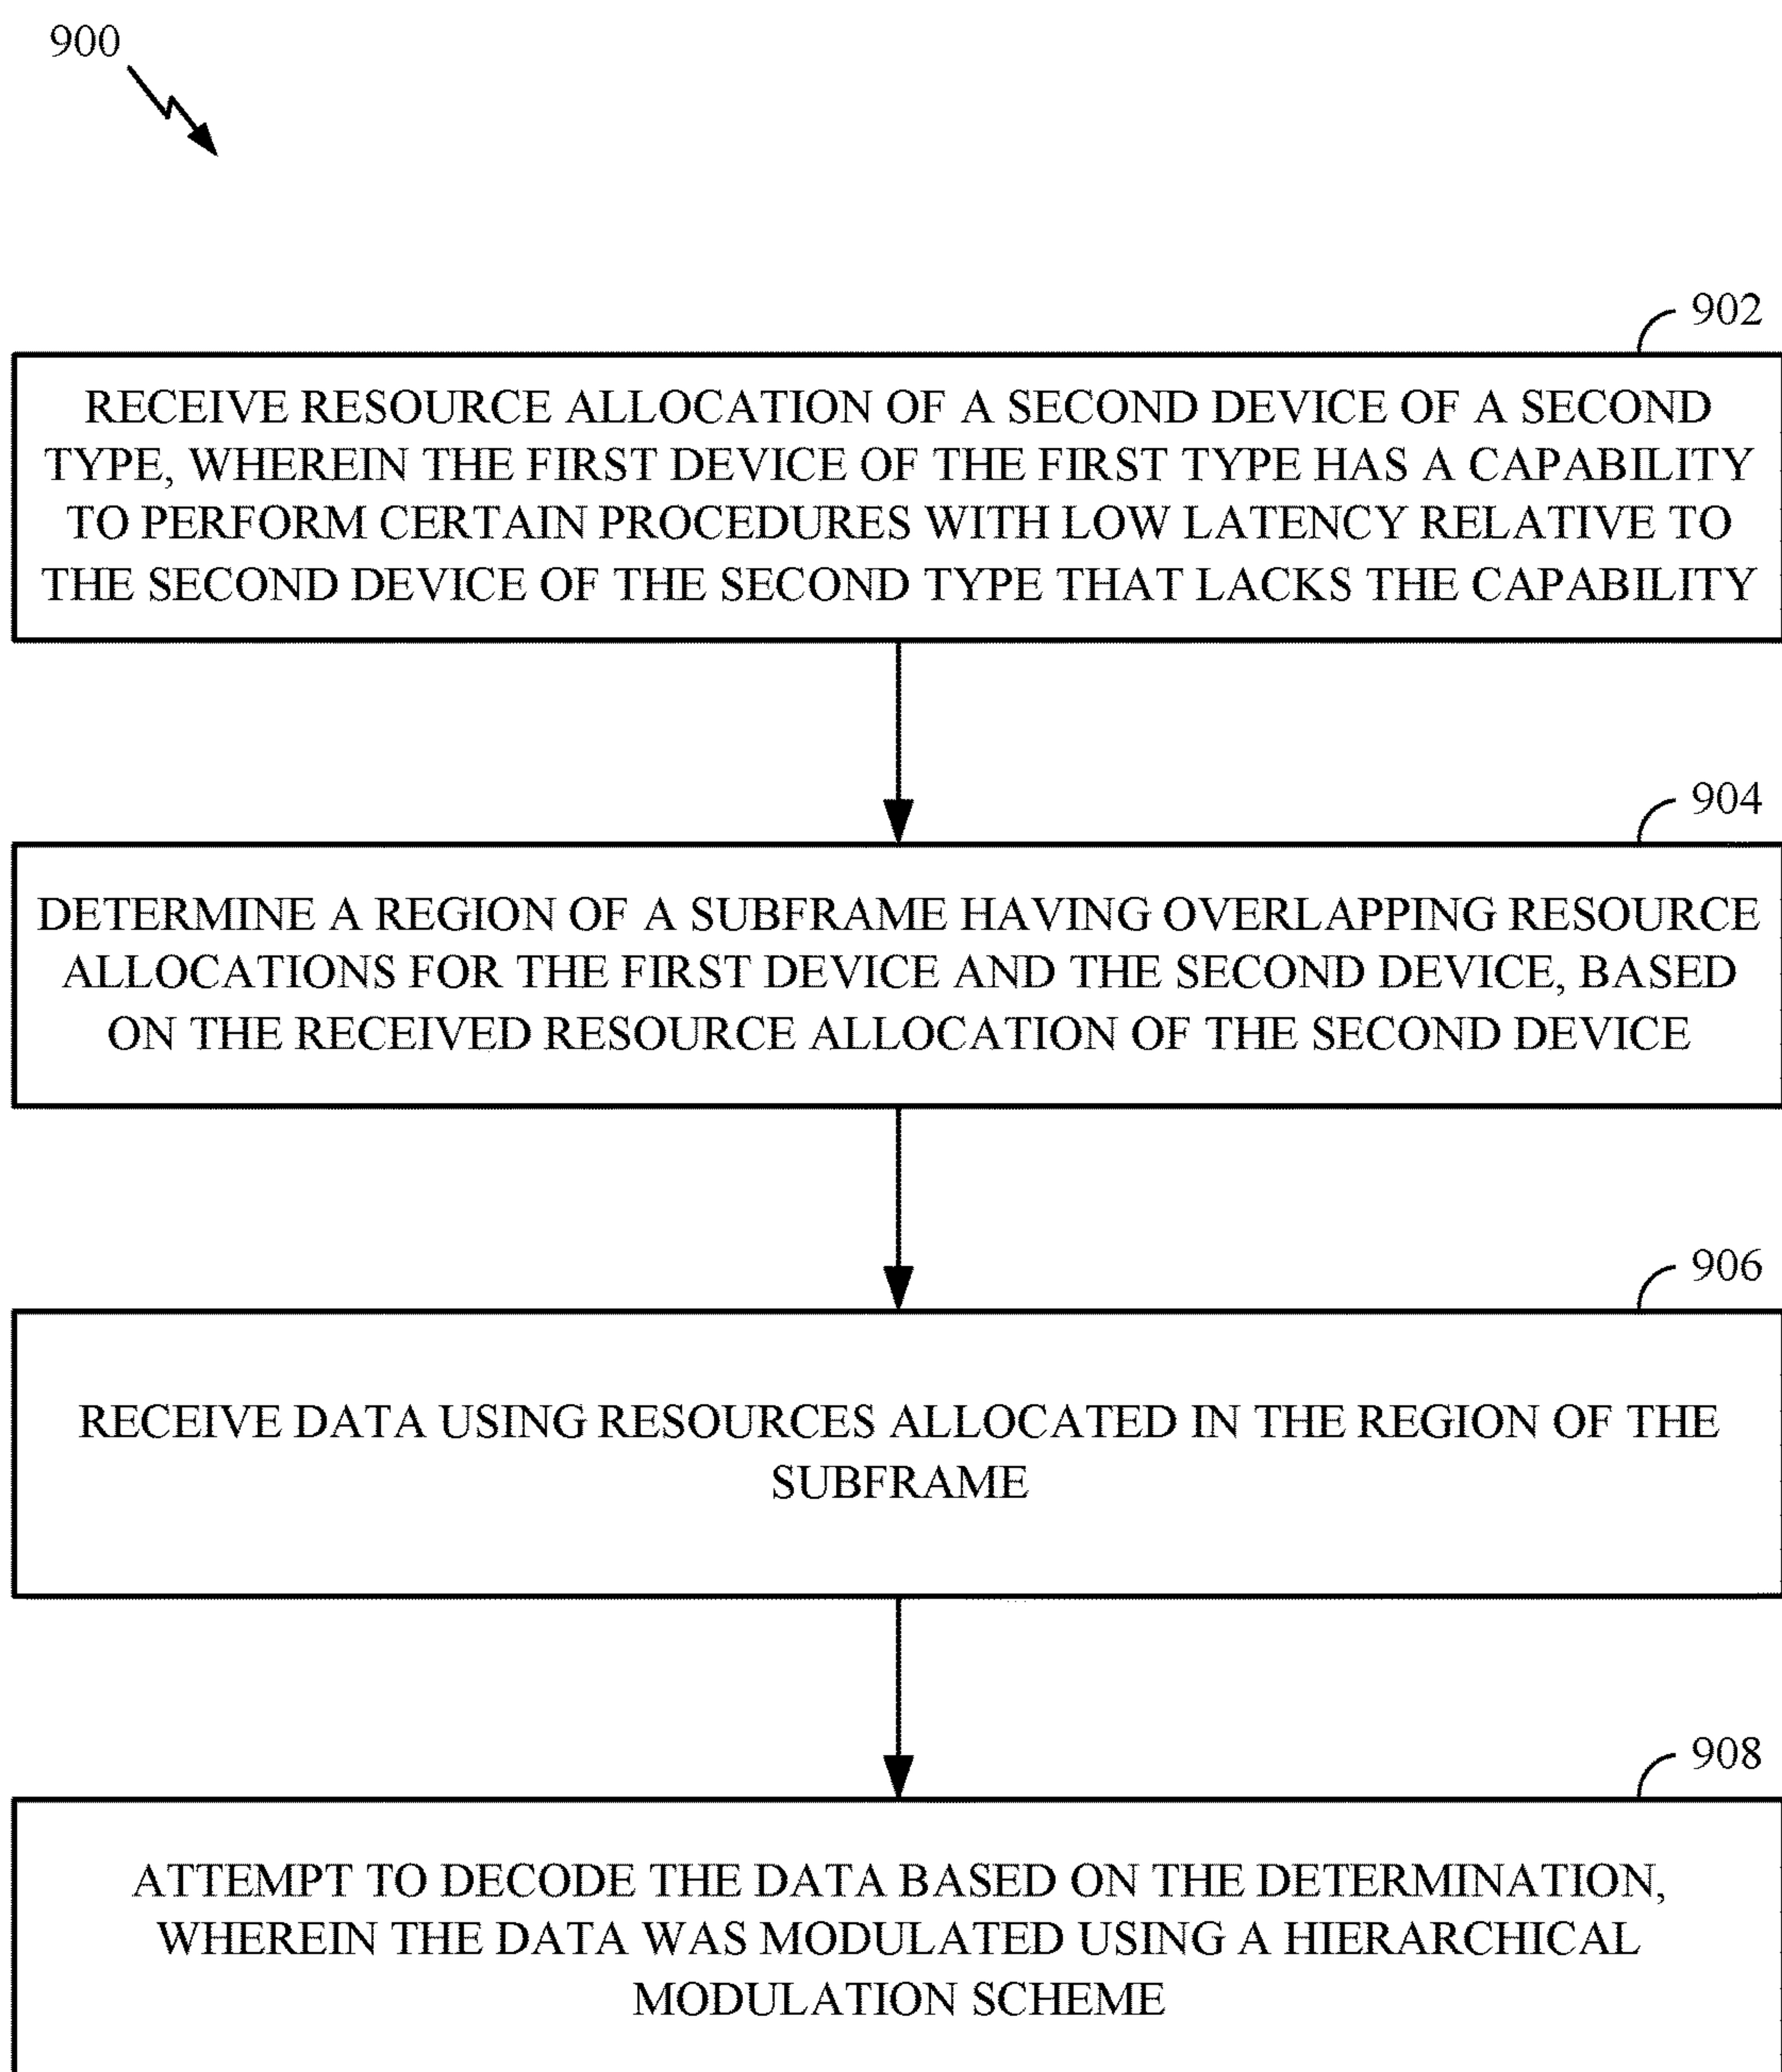 900
902
RECEIVE RESOURCE ALLOCATION OF A SECOND DEVICE OF A SECOND
TYPE, WHEREIN THE FIRST DEVICE OF THE FIRST TYPE HAS A CAPABILITY
TO PERFORM CERTAIN PROCEDURES WITH LOW LATENCY RELATIVE TO
THE SECOND DEVICE OF THE SECOND TYPE THAT LACKS THE CAPABILITY
904
DETERMINE A REGION OF A SUBFRAME HAVING OVERLAPPING RESOURCE
ALLOCATIONS FOR THE FIRST DEVICE AND THE SECOND DEVICE, BASED
ON THE RECEIVED RESOURCE ALLOCATION OF THE SECOND DEVICE
906
RECEIVE DATA USING RESOURCES ALLOCATED IN THE REGION OF THE
SUBFRAME
908
ATTEMPT TO DECODE THE DATA BASED ON THE DETERMINATION,
WHEREIN THE DATA WAS MODULATED USING A HIERARCHICAL
MODULATION SCHEME